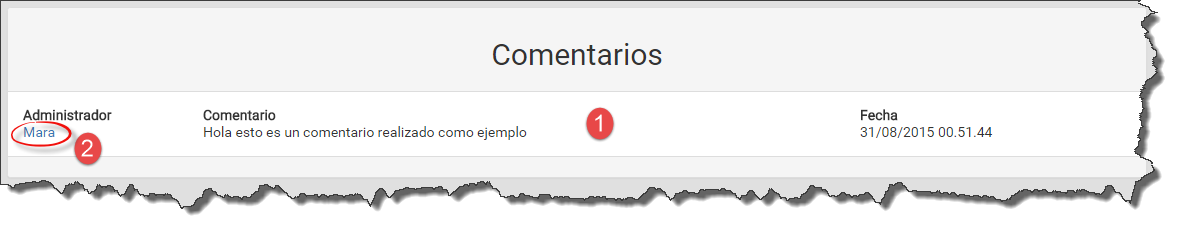 Comentarios
Administrador Comentario Fecha
Mara Hola esto es un comentario realizado como ejemplo 31/08/2015 00.51.44
1
2